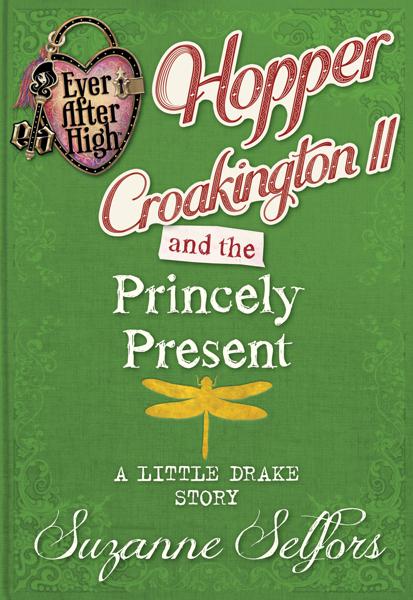 Ever
After
High
Hopper
Croakington II
and the
Princely
Present
A LITTLE DRAKE
STORY
Suzanne Selfors